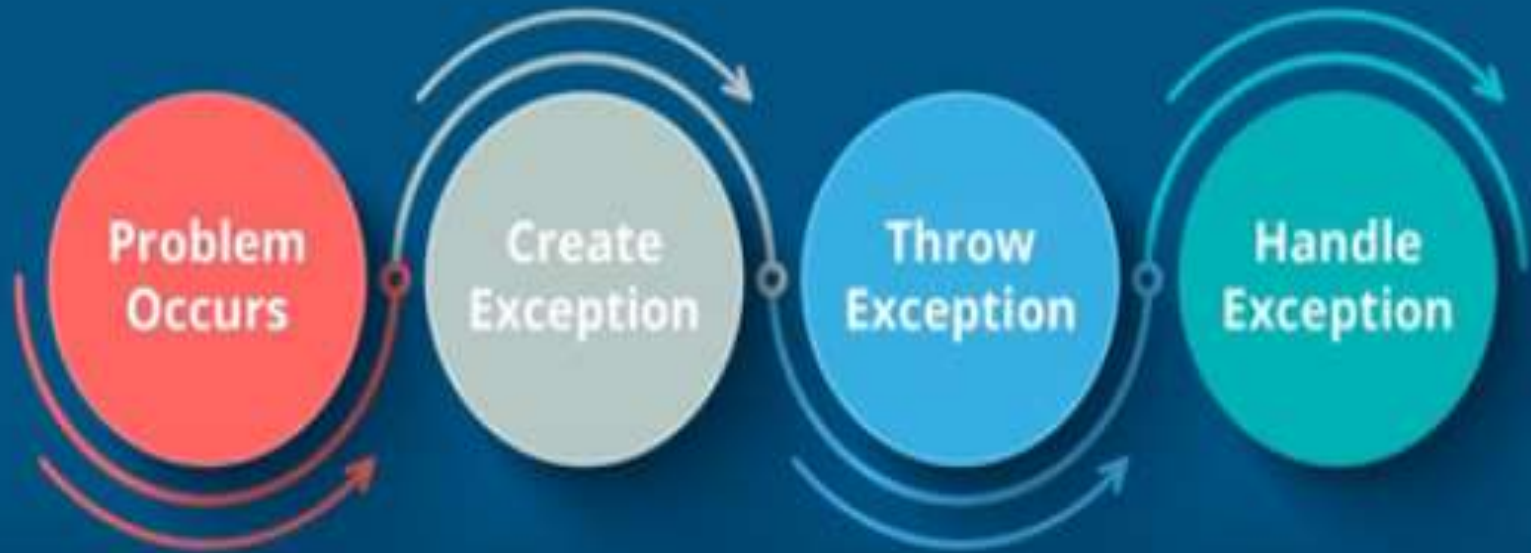 Problem
Occurs
Create
Exception
Throw
Exception
Handle
Exception